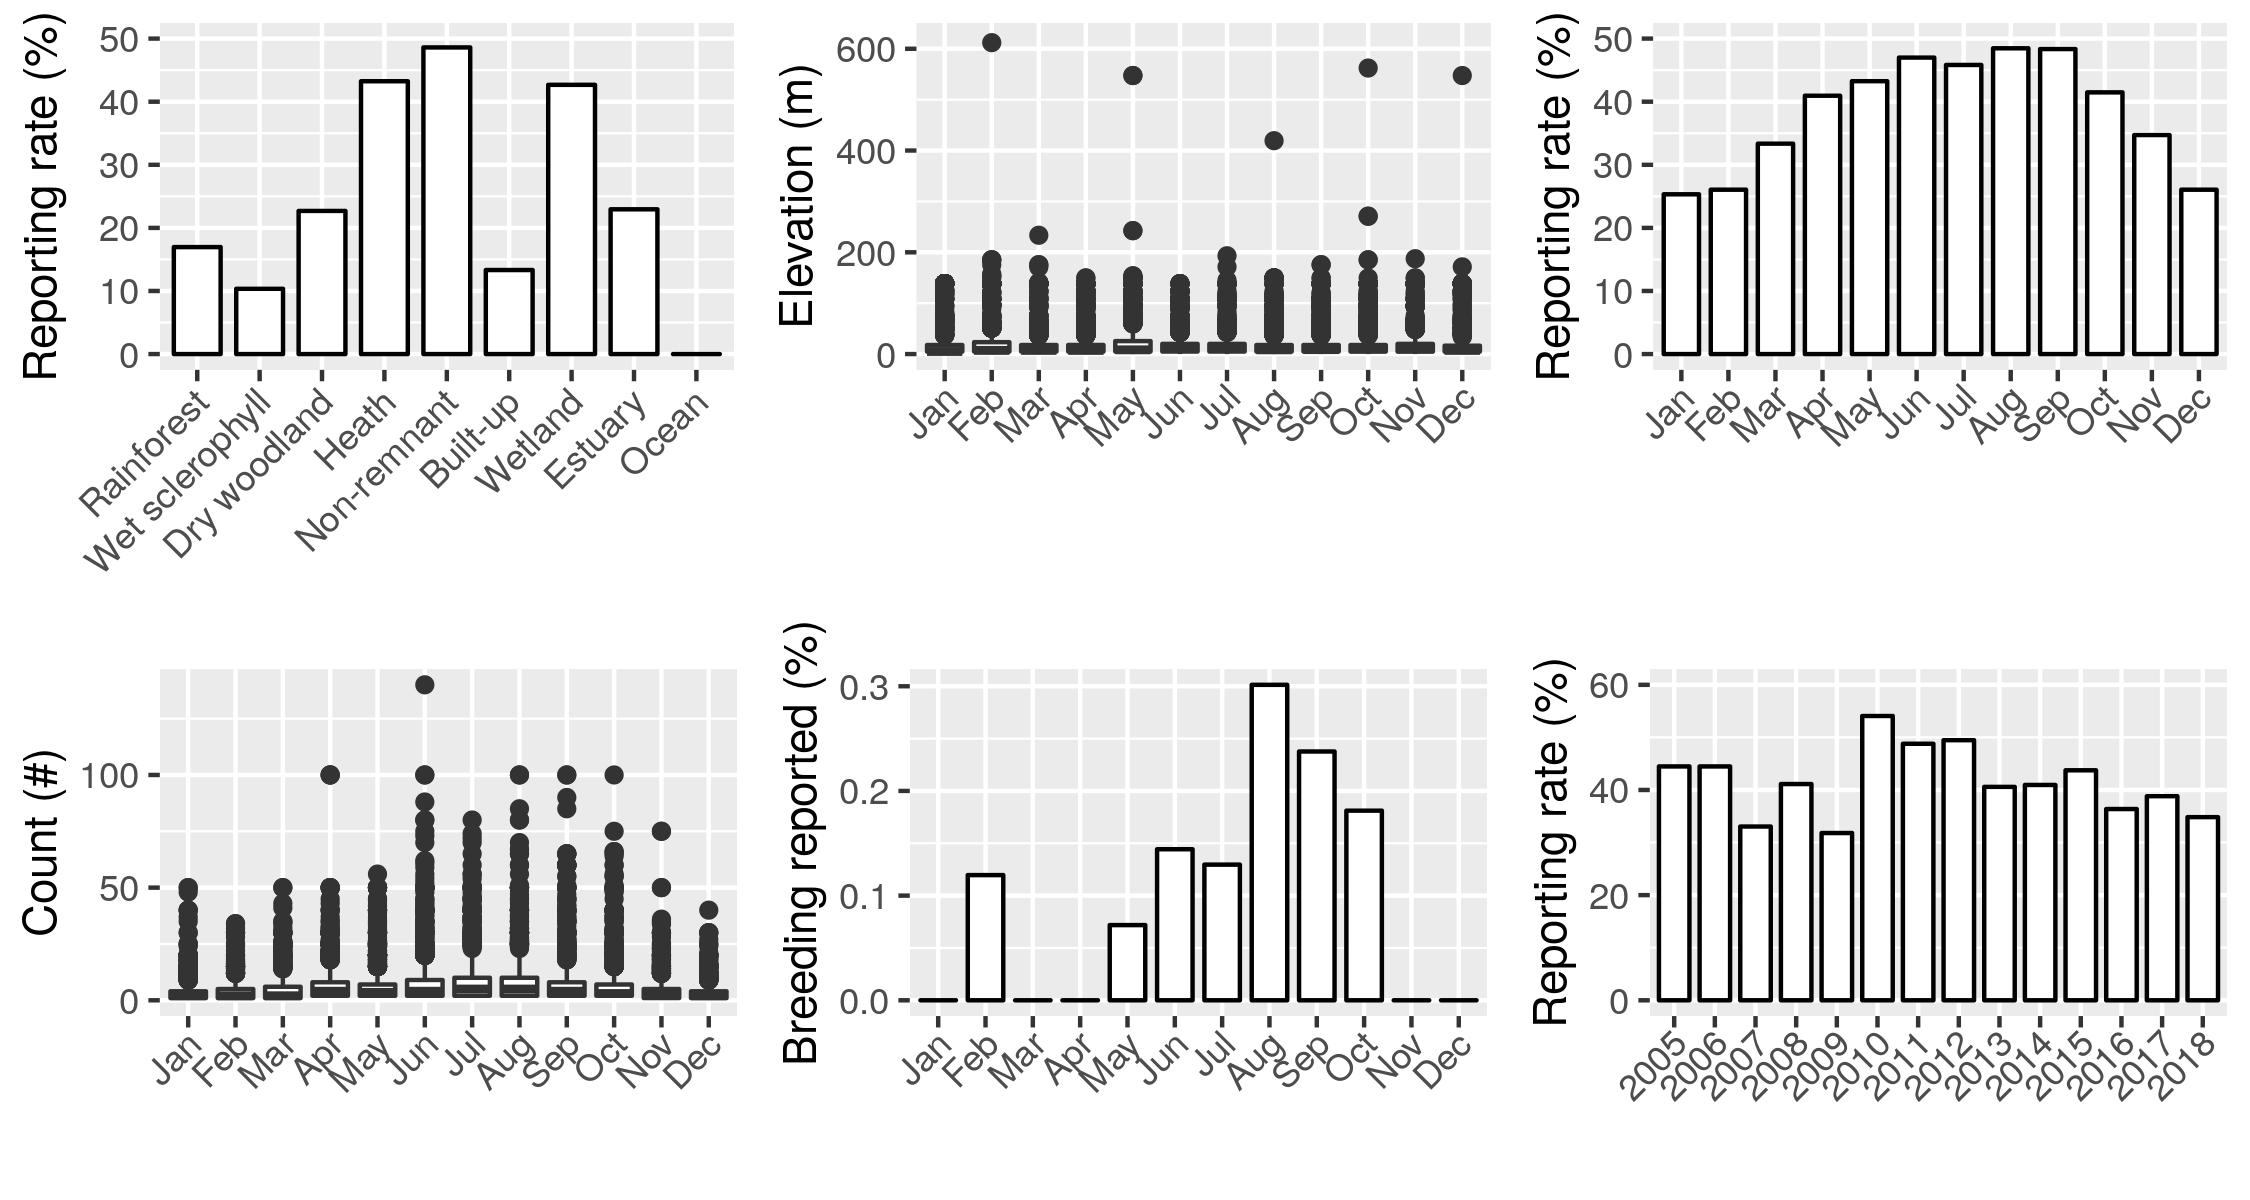 Reporting rate (%)
50
40
30
20
10
0
Rainforest
Wet sclerophyll
Dry woodland
Heath
Non-remnant
Built-up
Wetland
Estuary
Ocean
Elevation (m)
600
400
200
0
Jan
Feb
Mar
Apr
May
Jun
Jul
Aug
Sep
Oct
Nov
Dec
Reporting rate (%)
50
40
30
20
10
0
Jan
Feb
Mar
Apr
May
Jun
Jul
Aug
Sep
Oct
Nov
Dec
Count (#)
100
50
0
Jan
Feb
Mar
Apr
May
Jun
Jul
Aug
Sep
Oct
Nov
Dec
Breeding reported (%)
0.3
0.2
0.1
0.0
Jan
Feb
Mar
Apr
May
Jun
Jul
Aug
Sep
Oct
Nov
Dec
Reporting rate (%)
60
40
20
0
2005
2006
2007
2008
2009
2010
2011
2012
2013
2014
2015
2016
2017
2018